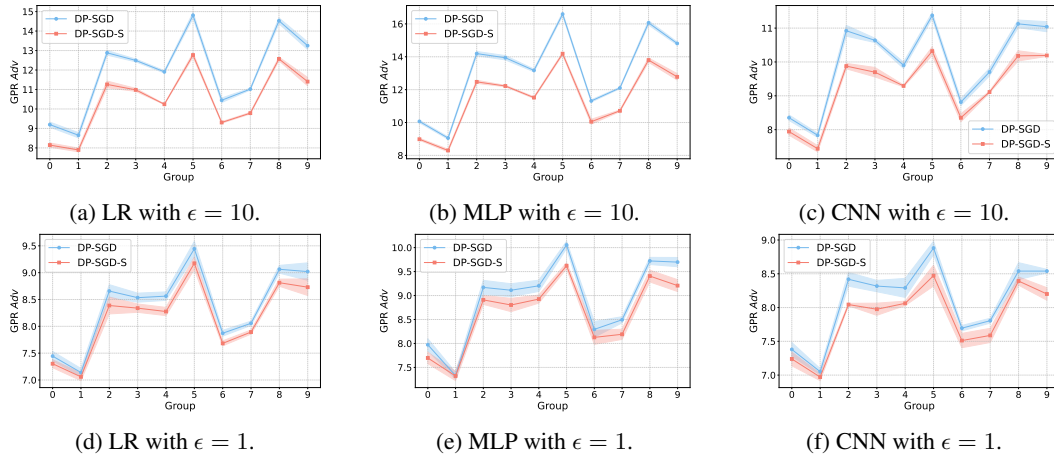 15
14
13
12
11
10
9
8
GPR Adv
DP-SGD
DP-SGD-S
0 1 2 3 4 5 6 7 8 9
Group
(a) LR with ϵ = 10.
16
14
12
10
8
GPR Adv
DP-SGD
DP-SGD-S
0 1 2 3 4 5 6 7 8 9
Group
(b) MLP with ϵ = 10.
11
10
9
8
GPR Adv
DP-SGD
DP-SGD-S
0 1 2 3 4 5 6 7 8 9
Group
(c) CNN with ϵ = 10.
9.5
9.0
8.5
8.0
7.5
7.0
GPR Adv
DP-SGD
DP-SGD-S
0 1 2 3 4 5 6 7 8 9
Group
(d) LR with ϵ = 1.
10.0
9.5
9.0
8.5
8.0
7.5
GPR Adv
DP-SGD
DP-SGD-S
0 1 2 3 4 5 6 7 8 9
Group
(e) MLP with ϵ = 1.
9.0
8.5
8.0
7.5
7.0
GPR Adv
DP-SGD
DP-SGD-S
0 1 2 3 4 5 6 7 8 9
Group
(f) CNN with ϵ = 1.